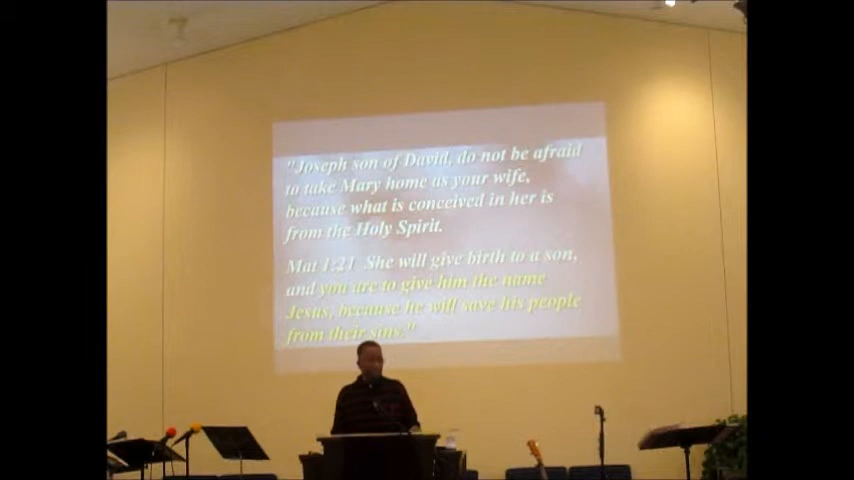 "Joseph son of David, do not be afraid
to take Mary home as your wife,
because what is conceived in her is
from the Holy Spirit.
Mat 1:21 She will give birth to a son,
and you are to give him the name
Jesus, because he will save his people
from their sins."